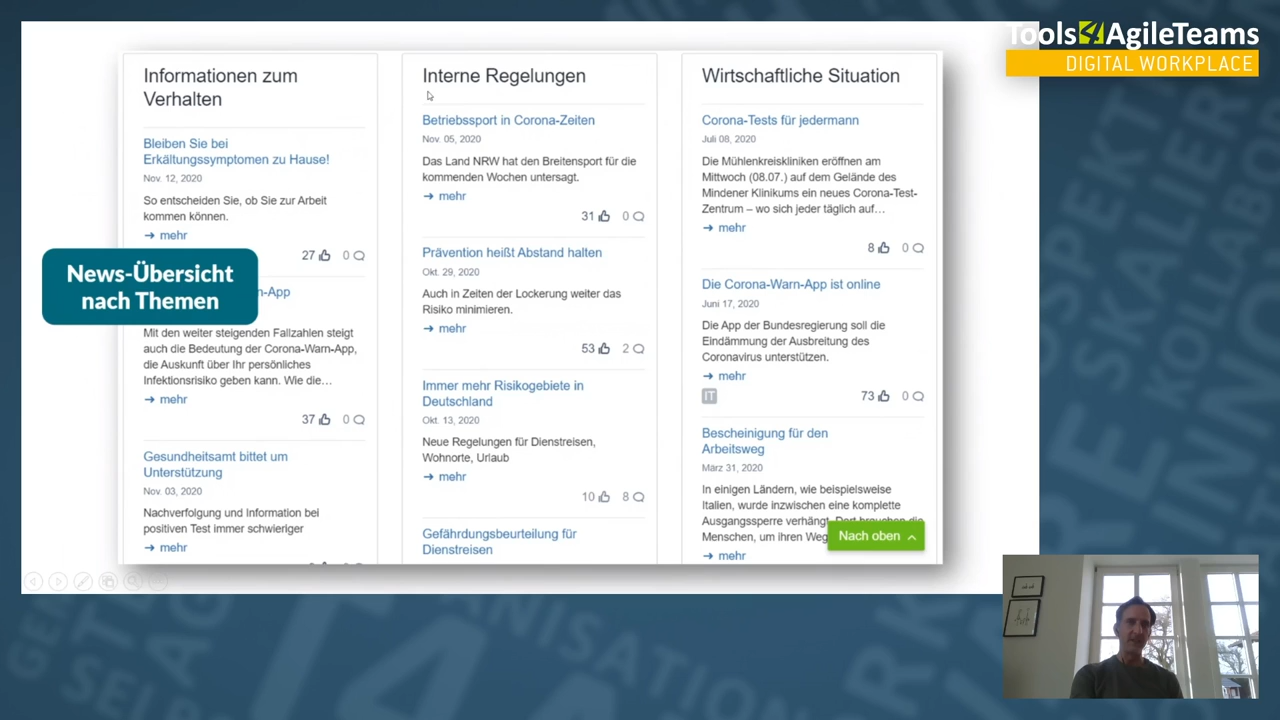 Tools4AgileTeams
DIGITAL WORKPLACE
Informationen zum
Verhalten
Bleiben Sie bei
Erkältungssymptomen zu Hause!
Nov. 12, 2020
So entscheiden Sie, ob Sie zur Arbeit
kommen können.
→ mehr
27 0
News-Übersicht
nach Themen
n-App
Mit den weiter steigenden Fallzahlen steigt
auch die Bedeutung der Corona-Warn-App,
die Auskunft über Ihr persönliches
Infektionsrisiko geben kann. Wie die…
→ mehr
37 0
Gesundheitsamt bittet um
Unterstützung
Nov. 03, 2020
Nachverfolgung und Information bei
positiven Test immer schwieriger
→ mehr
Interne Regelungen
Betriebssport in Corona-Zeiten
Nov. 05, 2020
Das Land NRW hat den Breitensport für die
kommenden Wochen untersagt.
→ mehr
31 0
Prävention heißt Abstand halten
Okt. 29, 2020
Auch in Zeiten der Lockerung weiter das
Risiko minimieren.
→ mehr
53 2
Immer mehr Risikogebiete in
Deutschland
Okt. 13, 2020
Neue Regelungen für Dienstreisen,
Wohnorte, Urlaub
→ mehr
10 8
Gefährdungsbeurteilung für
Dienstreisen
Wirtschaftliche Situation
Corona-Tests für jedermann
Juli 08, 2020
Die Mühlenkreiskliniken eröffnen am
Mittwoch (08.07.) auf dem Gelände des
Mindener Klinikums ein neues Corona-Test-
Zentrum – wo sich jeder täglich auf…
→ mehr
8 0
Die Corona-Warn-App ist online
Juni 17, 2020
Die App der Bundesregierung soll die
Eindämmung der Ausbreitung des
Coronavirus unterstützen.
→ mehr
IT
73 0
Bescheinigung für den
Arbeitsweg
März 31, 2020
In einigen Ländern, wie beispielsweise
Italien, wurde inzwischen eine komplette
Ausgangssperre verhängt. Dort brauchen die
Menschen, um ihren Weg
→ mehr
Nach oben